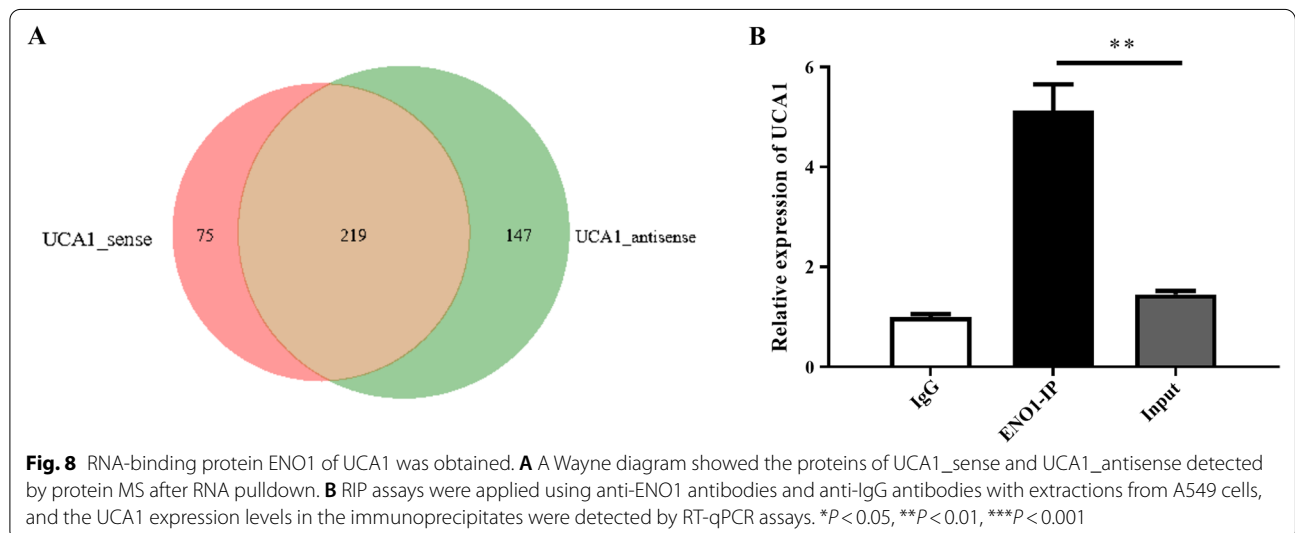 A
UCA1_sense
75
219
147
UCA1_antisense
B
**
Relative expression of UCA1
6
4
2
0
IgG
ENO1-IP
Input
Fig. 8 RNA-binding protein ENO1 of UCA1 was obtained. A A Wayne diagram showed the proteins of UCA1_sense and UCA1_antisense detected
by protein MS after RNA pulldown. B RIP assays were applied using anti-ENO1 antibodies and anti-IgG antibodies with extractions from A549 cells,
and the UCA1 expression levels in the immunoprecipitates were detected by RT-qPCR assays. *P < 0.05, **P < 0.01, ***P < 0.001